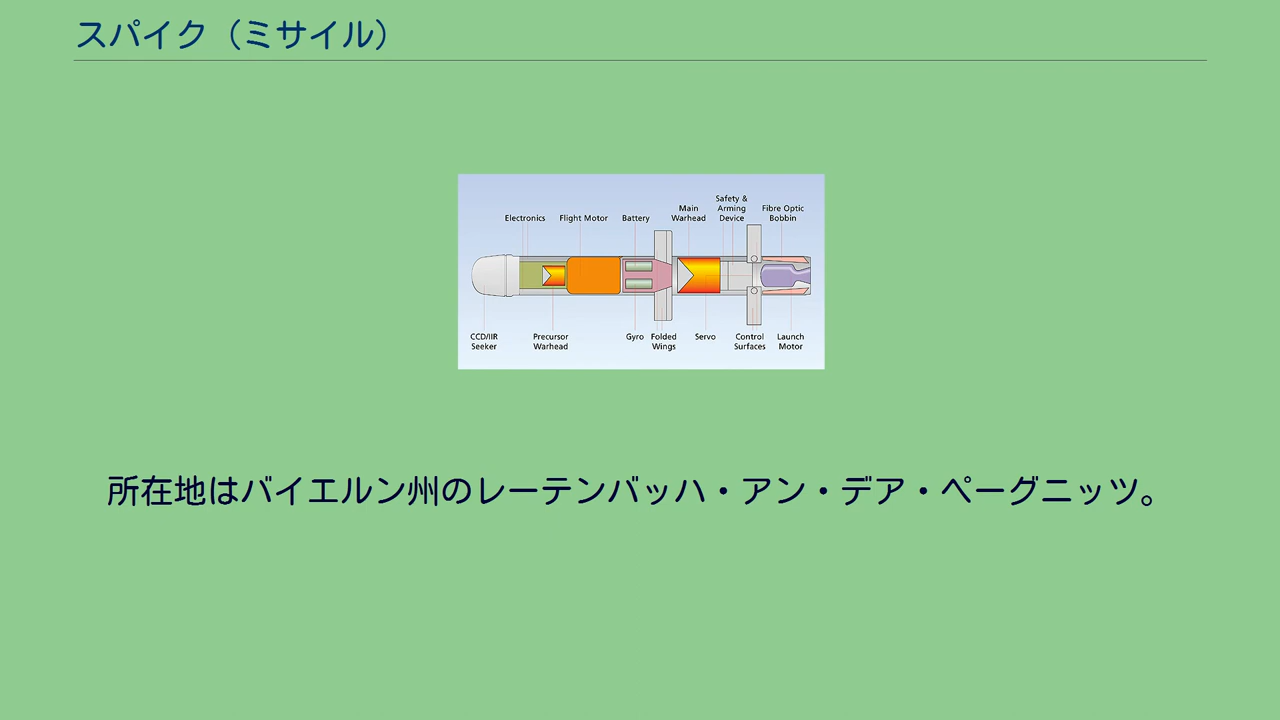 スパイク（ミサイル）
Safety &
Main Arming Fibre Optic
Electronics Flight Motor Battery Warhead Device Bobbin
CCD/IIR Precursor Gyro Folded Servo Control Launch
Seeker Warhead Wings Surfaces Motor
所在地はバイエルン州のレーテンバッハ・アン・デア・ペーグニッツ。